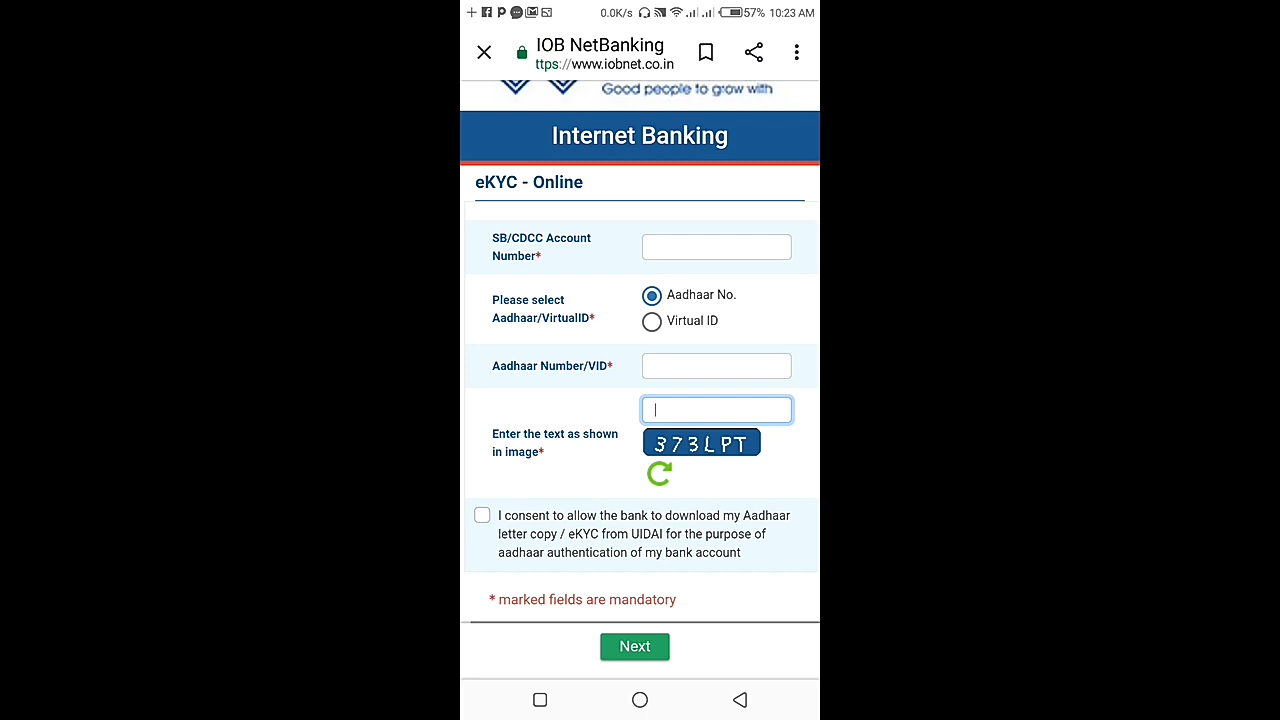 0.0K/s 57% 10:23 AM
IOB NetBanking
ttps://www.iobnet.co.in
Good people to grow with
Internet Banking
eKYC - Online
SB/CDCC Account
Number*
Please select
Aadhaar/VirtualID*
Aadhaar No.
Virtual ID
Aadhaar Number/VID*
Enter the text as shown
in image*
373LPT
I consent to allow the bank to download my Aadhaar
letter copy / eKYC from UIDAI for the purpose of
aadhaar authentication of my bank account
* marked fields are mandatory
Next